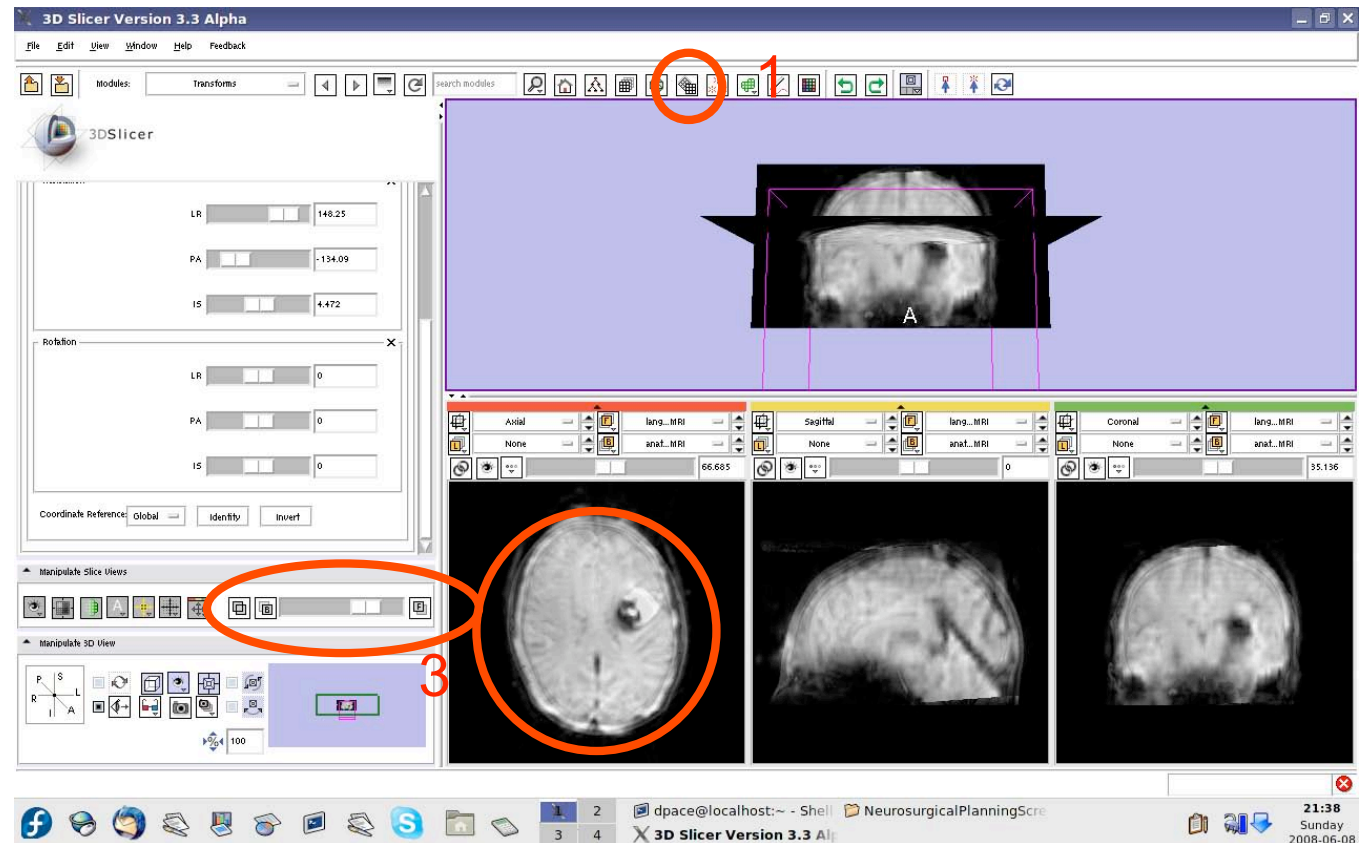 3D Slicer Version 3.3 Alpha
File Edit View Window Help Feedback
Modules: Transforms search modules
1
3DSlicer
LR 148.25
PA -134.09
IS 4.472
A
Rotation
LR 0
PA 0
IS 0
Coordinate Reference: Global Identity Invert
Axial F lang...MRI
L None B anat...MRI
66.685
Sagittal F lang...MRI
L None B anat...MRI
0
Coronal F lang...MRI
L None B anat...MRI
35.136
Manipulate Slice Views
A B F
Manipulate 3D View
P S
R L
I A
% 100
3
1 2
3 4
dpace@localhost:~ - Shell
NeurosurgicalPlanningScre
3D Slicer Version 3.3 Al
21:38
Sunday
2008-06-08